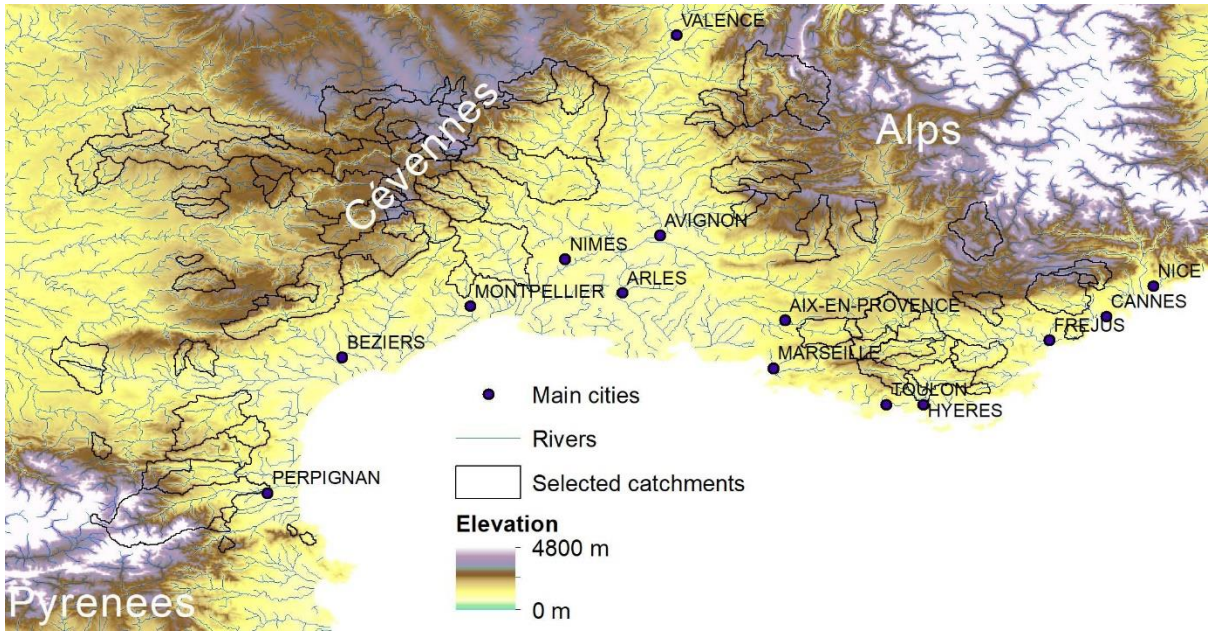 VALENCE
Cévennes
Alps
AVIGNON
NIMES
NICE
ARLES
MONTPELLIER
CANNES
AIX-EN-PROVENCE
FREJUS
BEZIERS
MARSEILLE
TOULON
HYERES
Main cities
Rivers
PERPIGNAN
Selected catchments
Elevation
4800 m
0 m
Pyrenees